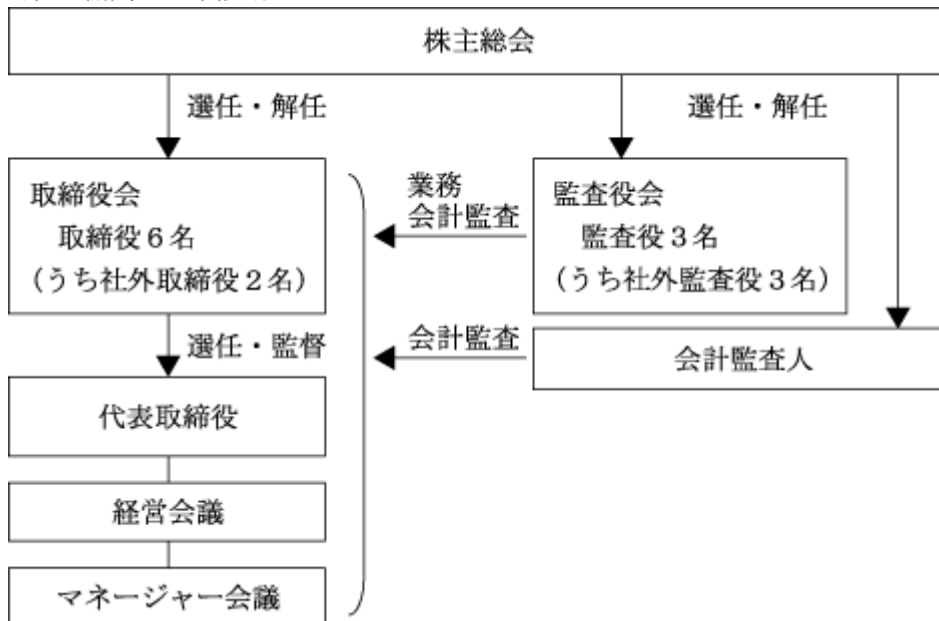 株主総会
選任・解任
選任・解任
取締役会
取締役6名
（うち社外取締役2名）
業務
会計監査
監査役会
監査役3名
（うち社外監査役3名）
選任・監督
会計監査
会計監査人
代表取締役
経営会議
マネージャー会議